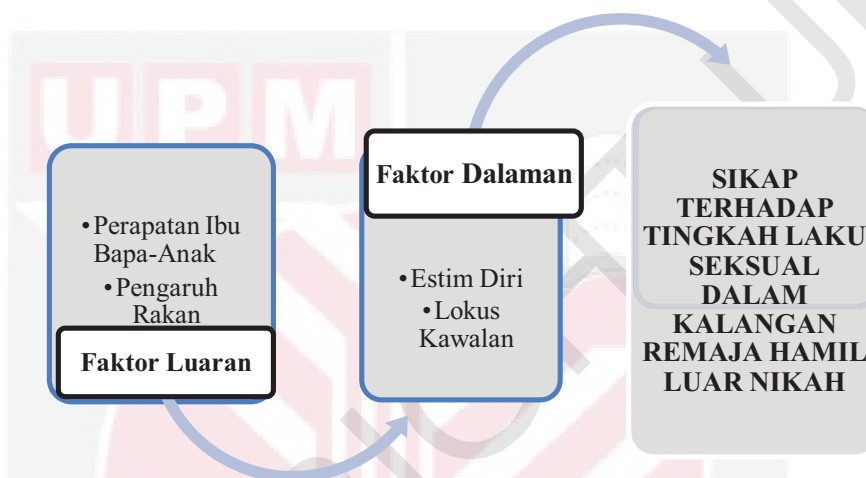 UPM
•Perapatan Ibu
Bapa-Anak
•Pengaruh
Rakan
Faktor Luaran
Faktor Dalaman
•Estim Diri
•Lokus
Kawalan
SIKAP
TERHADAP
TINGKAH LAKU
SEKSUAL
DALAM
KALANGAN
REMAJA HAMIL
LUAR NIKAH